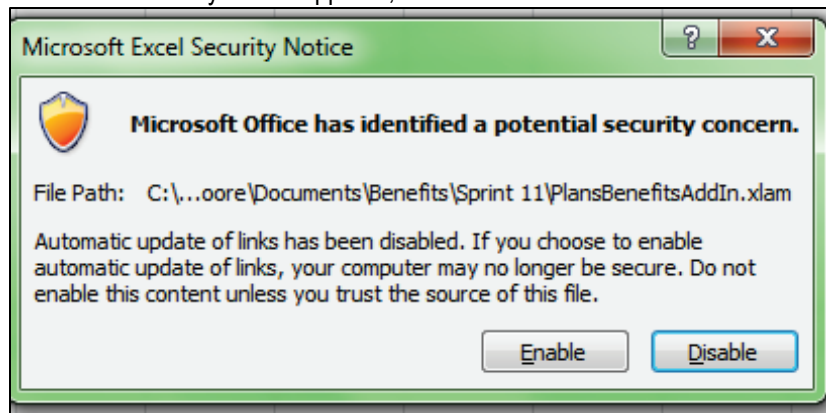 Microsoft Excel Security Notice
Microsoft Office has identified a potential security concern.
File Path: C:\...oore\Documents\Benefits\Sprint 11\PlansBenefitsAddIn.xlam
Automatic update of links has been disabled. If you choose to enable
automatic update of links, your computer may no longer be secure. Do not
enable this content unless you trust the source of this file.
Enable Disable